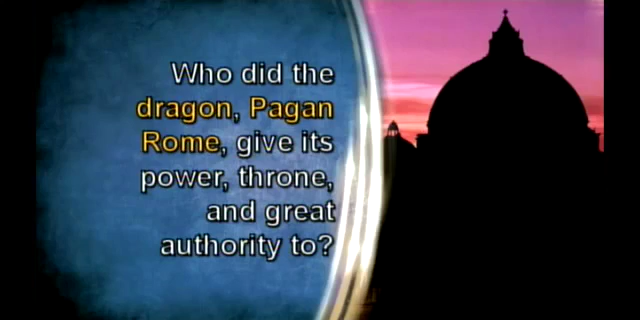 Who did the
dragon, Pagan
Rome, give its
power, throne,
and great
authority to?